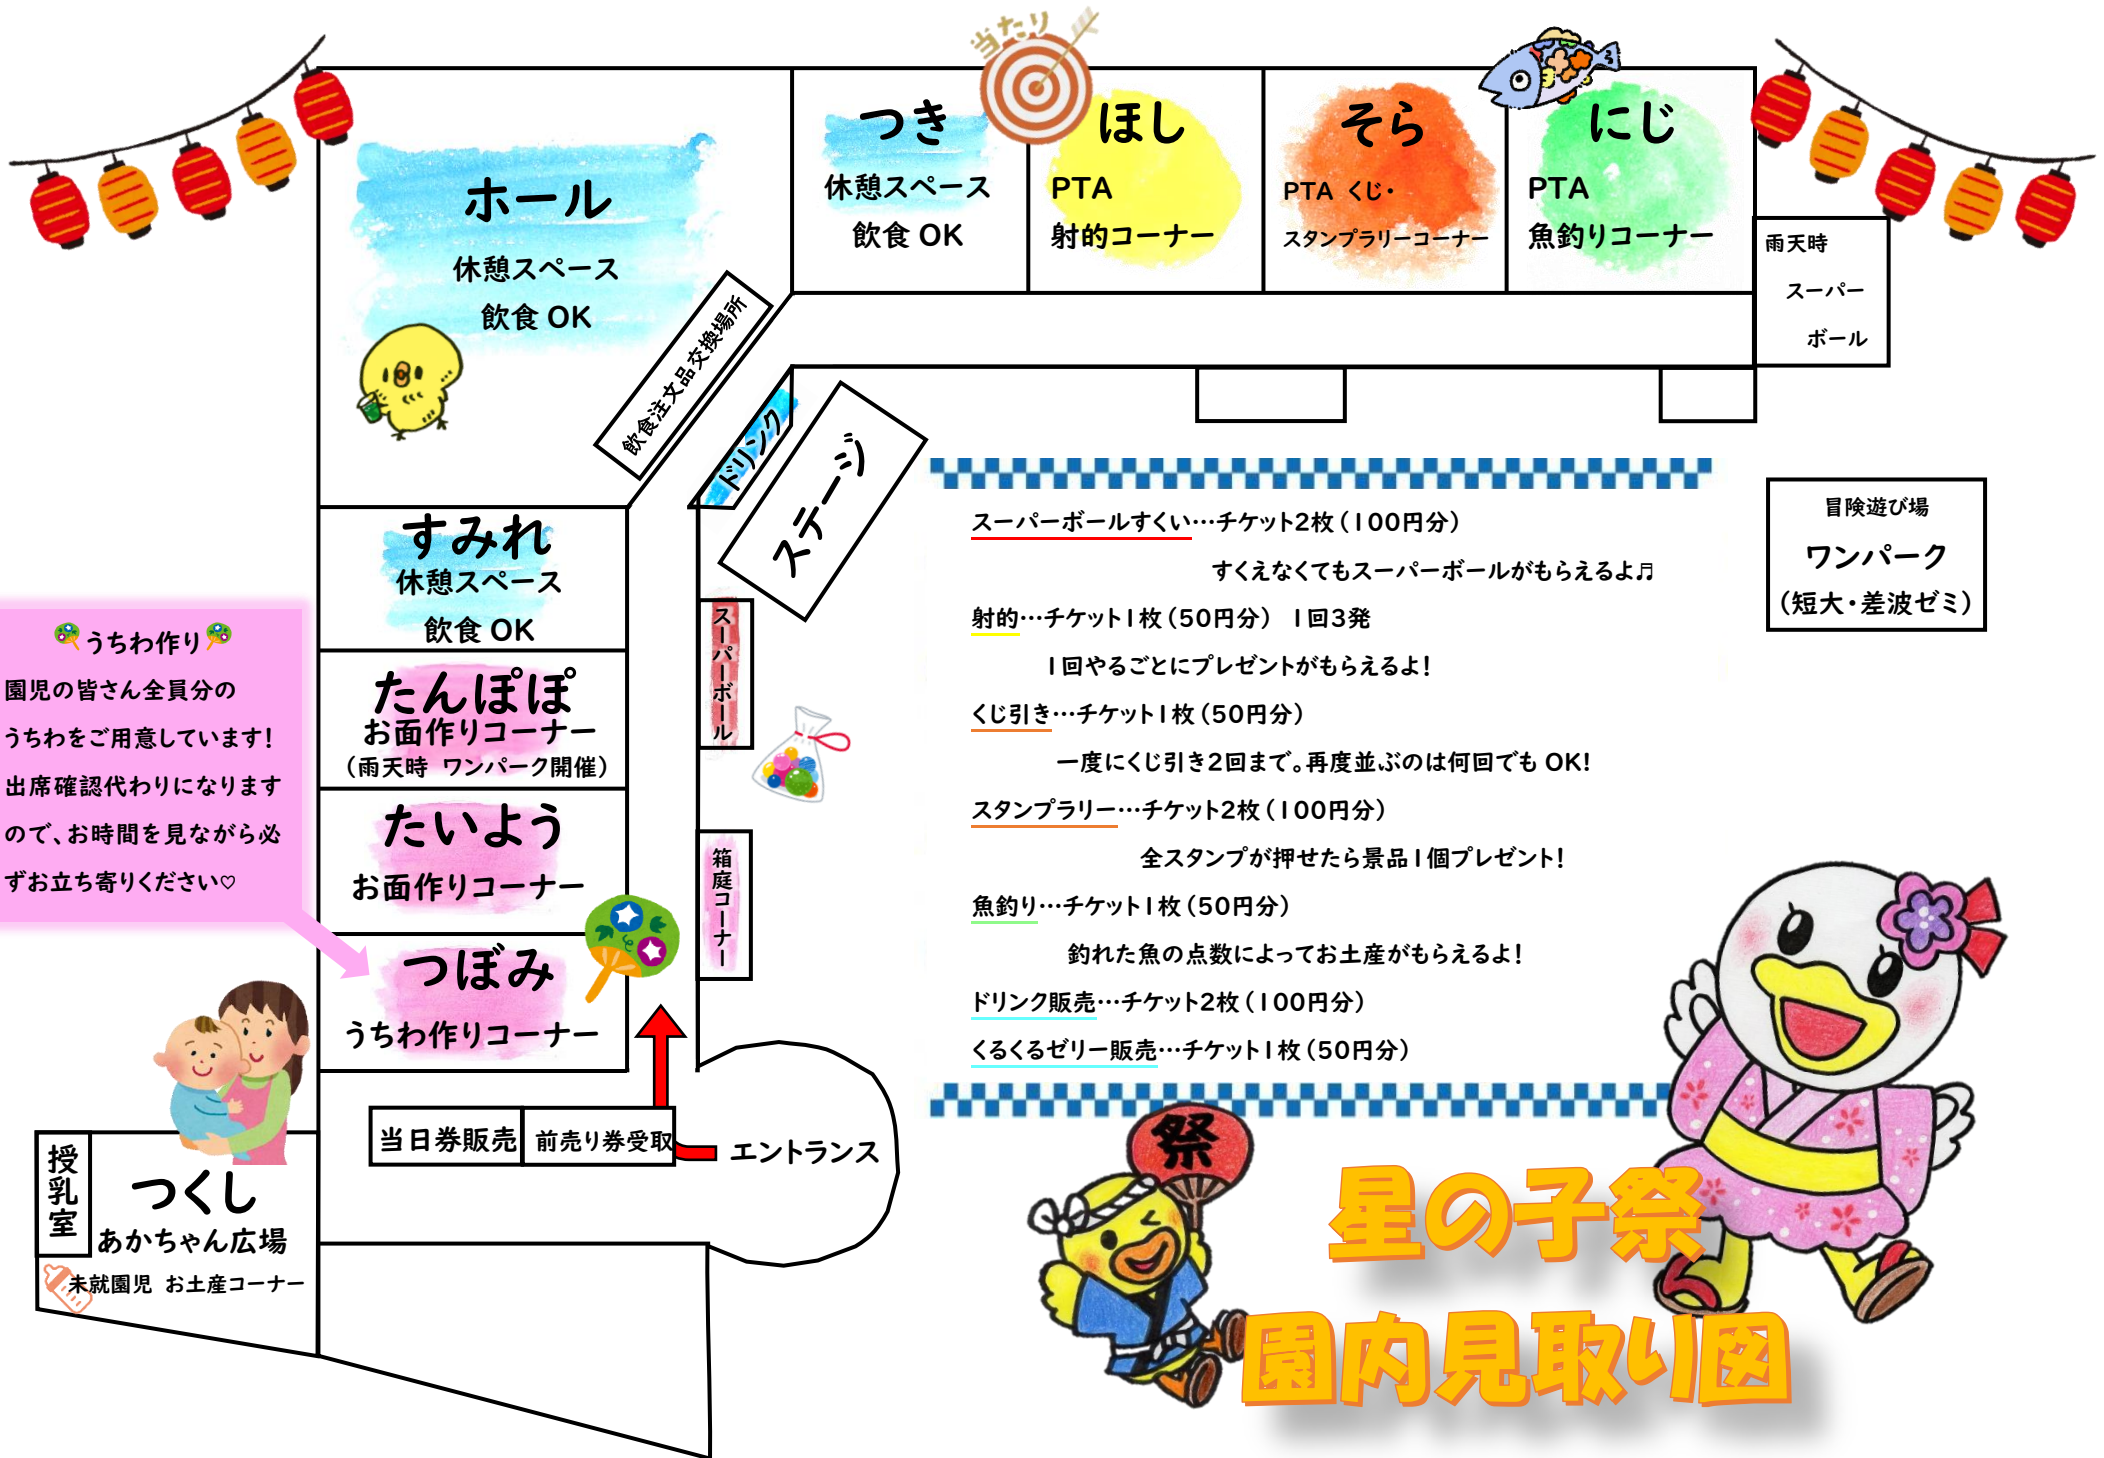 当たり
ホール
休憩スペース
飲食 OK
つき
休憩スペース
飲食 OK
ほし
PTA
射的コーナー
そら
PTA くじ・
スタンプラリーコーナー
にじ
PTA
魚釣りコーナー
雨天時
スーパー
ボール
飲食注文品交換場所
ドリンク
ステージ
すみれ
休憩スペース
飲食 OK
たんぽぽ
お面作りコーナー
(雨天時 ワンパーク開催)
たいよう
お面作りコーナー
つぼみ
うちわ作りコーナー
スーパーボール
箱庭コーナー
うちわ作り
園児の皆さん全員分の
うちわをご用意しています!
出席確認代わりになります
ので、お時間を見ながら必
ずお立ち寄りください♡
当日券販売
前売り券受取
エントランス
授乳室
つくし
あかちゃん広場
未就園児 お土産コーナー
スーパーボールすくい…チケット2枚(100円分)
すくえなくてもスーパーボールがもらえるよ♬
射的…チケット1枚(50円分) 1回3発
1回やるごとにプレゼントがもらえるよ!
くじ引き…チケット1枚(50円分)
一度にくじ引き2回まで。再度並ぶのは何回でも OK!
スタンプラリー…チケット2枚(100円分)
全スタンプが押せたら景品1個プレゼント!
魚釣り…チケット1枚(50円分)
釣れた魚の点数によってお土産がもらえるよ!
ドリンク販売…チケット2枚(100円分)
くるくるゼリー販売…チケット1枚(50円分)
冒険遊び場
ワンパーク
(短大・差波ゼミ)
祭
星の子祭
園内見取り図